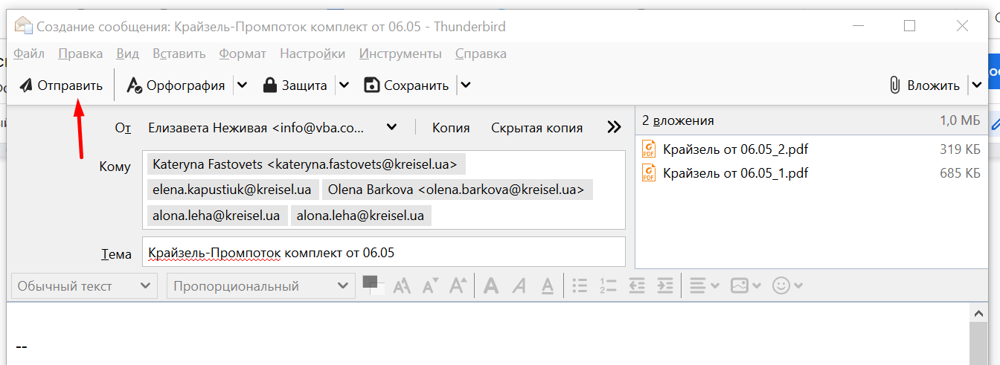 Создание сообщения: Крайзель-Промпоток комплект от 06.05 - Thunderbird
Файл Правка Вид Вставить Формат Настройки Инструменты Справка
Отправить Орфография Защита Сохранить Вложить
От Елизавета Неживая <info@vba.co... Копия Скрытая копия
Кому Kateryna Fastovets <kateryna.fastovets@kreisel.ua>
elena.kapustiuk@kreisel.ua Olena Barkova <olena.barkova@kreisel.ua>
alona.leha@kreisel.ua alona.leha@kreisel.ua
Тема Крайзель-Промпоток комплект от 06.05
2 вложения 1,0 МБ
PDF Крайзель от 06.05_2.pdf 319 КБ
PDF Крайзель от 06.05_1.pdf 685 КБ
Обычный текст Пропорциональный
--